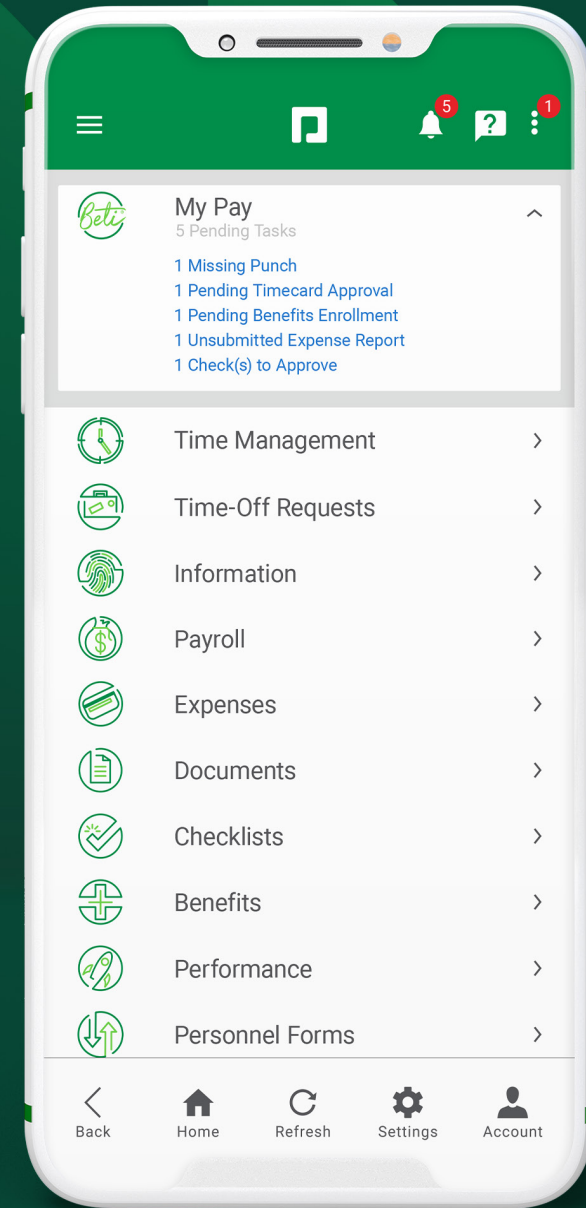 5
?
1
Beti
My Pay
5 Pending Tasks
1 Missing Punch
1 Pending Timecard Approval
1 Pending Benefits Enrollment
1 Unsubmitted Expense Report
1 Check(s) to Approve
Time Management
Time-Off Requests
Information
$
Payroll
Expenses
Documents
Checklists
Benefits
Performance
Personnel Forms
Back
Home
Refresh
Settings
Account